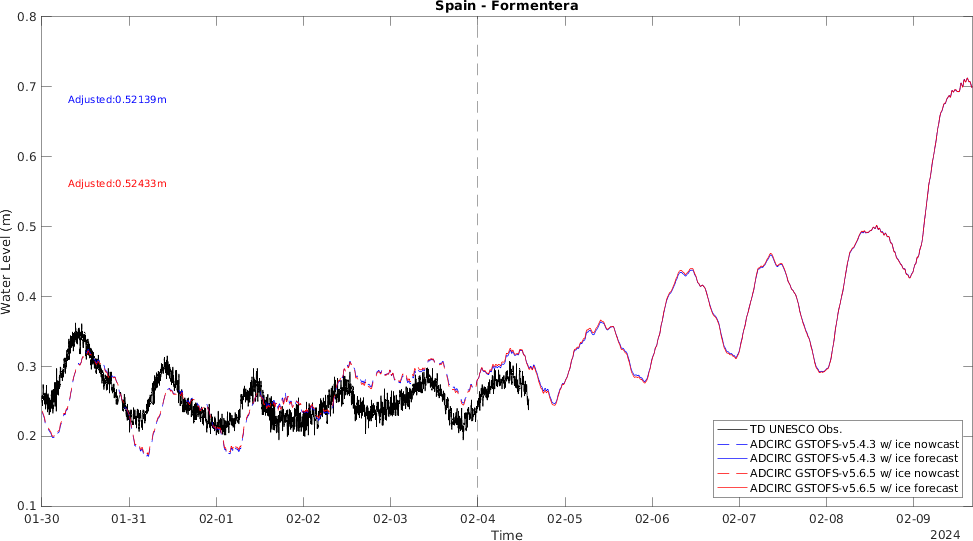 Spain - Formentera
0.8
0.7
0.6
0.5
0.4
0.3
0.2
0.1
Water Level (m)
Adjusted:0.52139m
Adjusted:0.52433m
TD UNESCO Obs.
ADCIRC GSTOFS-v5.4.3 w/ ice nowcast
ADCIRC GSTOFS-v5.4.3 w/ ice forecast
ADCIRC GSTOFS-v5.6.5 w/ ice nowcast
ADCIRC GSTOFS-v5.6.5 w/ ice forecast
01-30 01-31 02-01 02-02 02-03 02-04 02-05 02-06 02-07 02-08 02-09
Time
2024